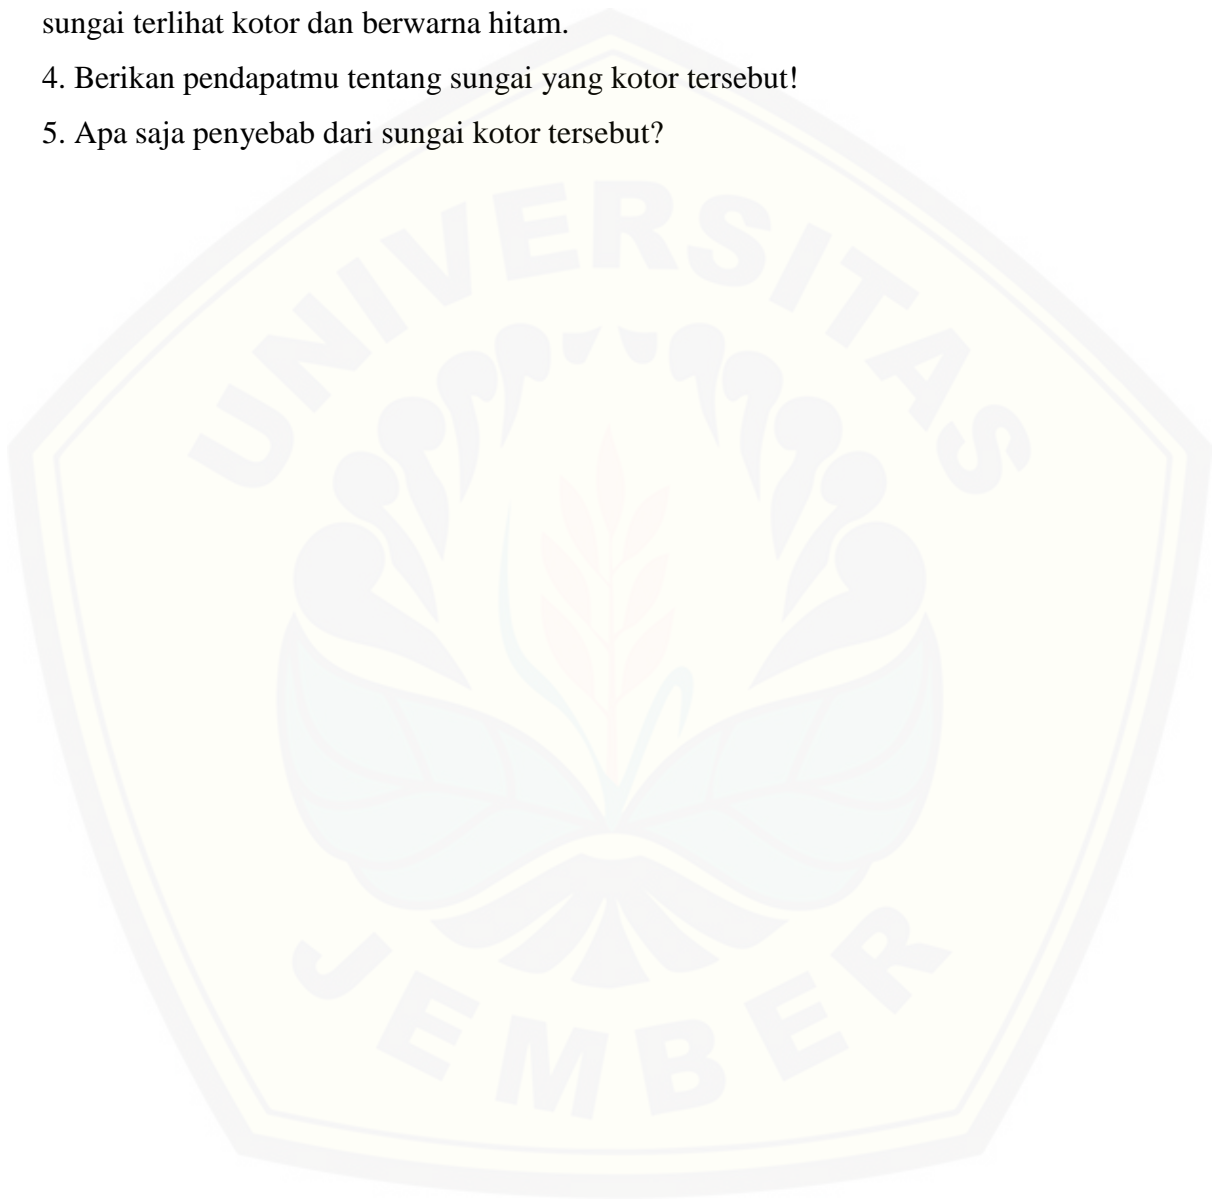 sungai terlihat kotor dan berwarna hitam.
4. Berikan pendapatmu tentang sungai yang kotor tersebut!
5. Apa saja penyebab dari sungai kotor tersebut?
UNIVERSITAS
JEMBER